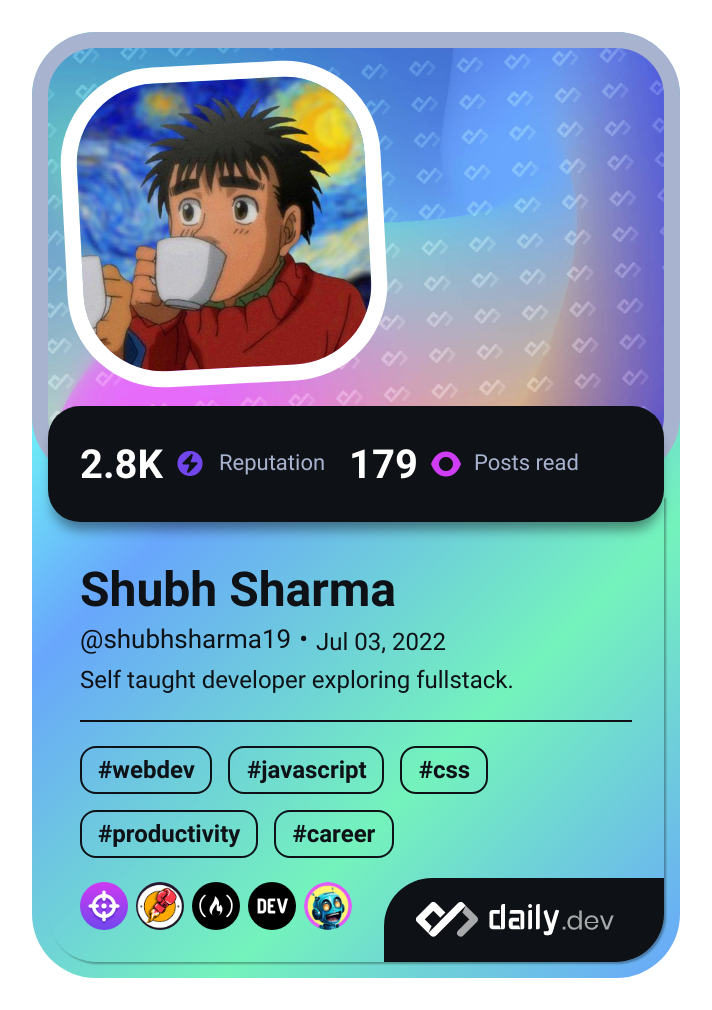 2.8K Reputation 179 Posts read
Shubh Sharma
@shubhsharma19 • Jul 03, 2022
Self taught developer exploring fullstack.
#webdev #javascript #css
#productivity #career
DEV
daily.dev